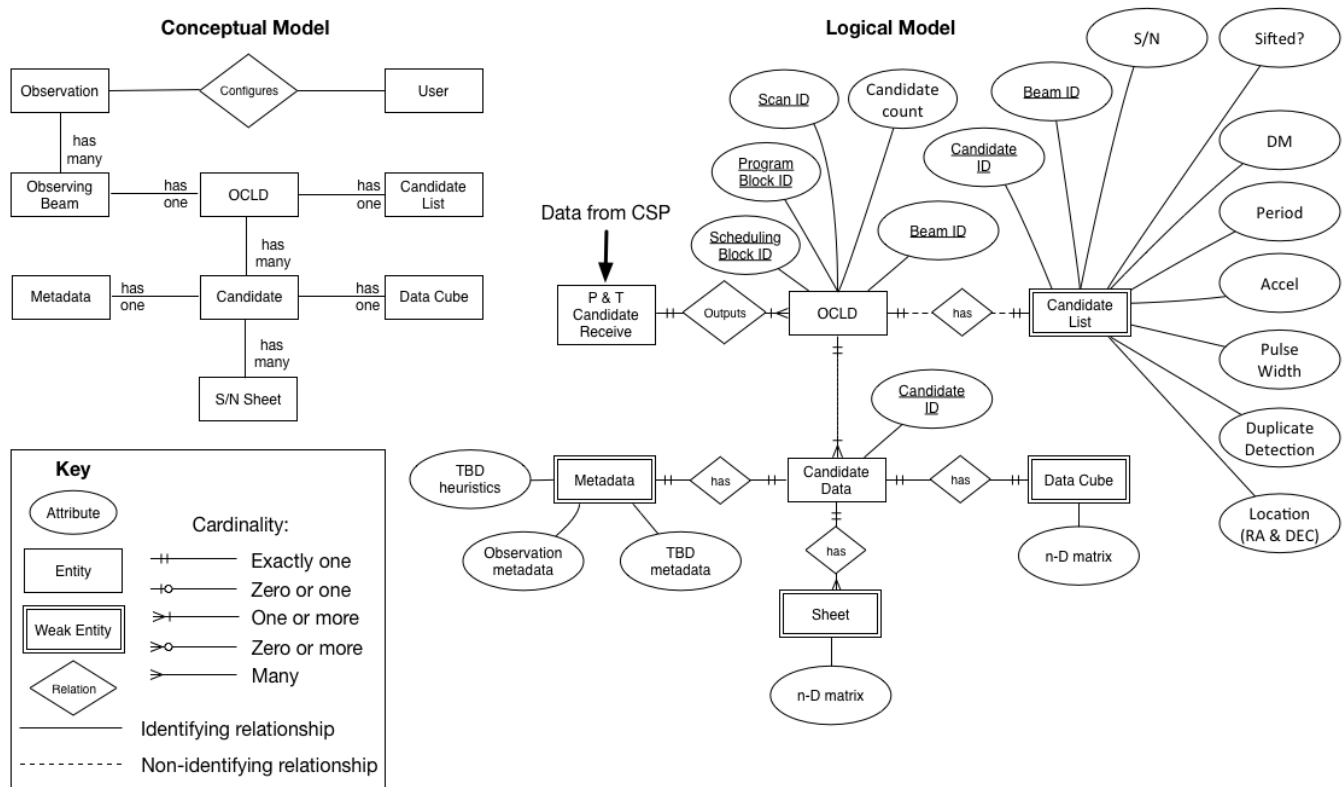 Conceptual Model
Observation
Configures
User
has
many
Observing
Beam
has
one
OCLD
has
one
Candidate
List
has
many
Metadata
has
one
Candidate
has
one
Data Cube
has
many
S/N Sheet
Key
Attribute
Entity
Weak Entity
Relation
Cardinality:
Exactly one
Zero or one
One or more
Zero or more
Many
Identifying relationship
Non-identifying relationship
Logical Model
Scan ID
Candidate
count
Program
Block ID
Scheduling
Block ID
Beam ID
Data from CSP
P & T
Candidate
Receive
Outputs
OCLD
has
Candidate
List
Candidate
ID
Beam ID
S/N
Sifted?
DM
Period
Accel
Pulse
Width
Duplicate
Detection
Location
(RA & DEC)
Candidate
ID
TBD
heuristics
Metadata
has
Candidate
Data
has
Data Cube
Observation
metadata
TBD
metadata
has
n-D matrix
Sheet
n-D matrix